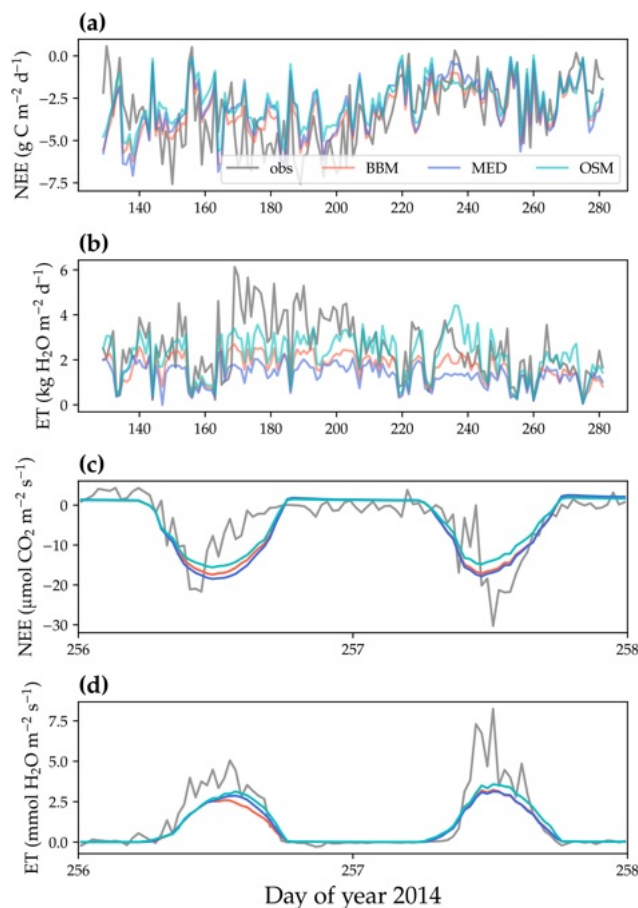 (a)
NEE (g C m⁻² d⁻¹)
0.0
−2.5
−5.0
−7.5
obs BBM MED OSM
140 160 180 200 220 240 260 280
(b)
ET (kg H₂O m⁻² d⁻¹)
6
4
2
0
140 160 180 200 220 240 260 280
(c)
NEE (μmol CO₂ m⁻² s⁻¹)
0
−10
−20
−30
256 257 258
(d)
ET (mmol H₂O m⁻² s⁻¹)
7.5
5.0
2.5
0.0
256 257 258
Day of year 2014